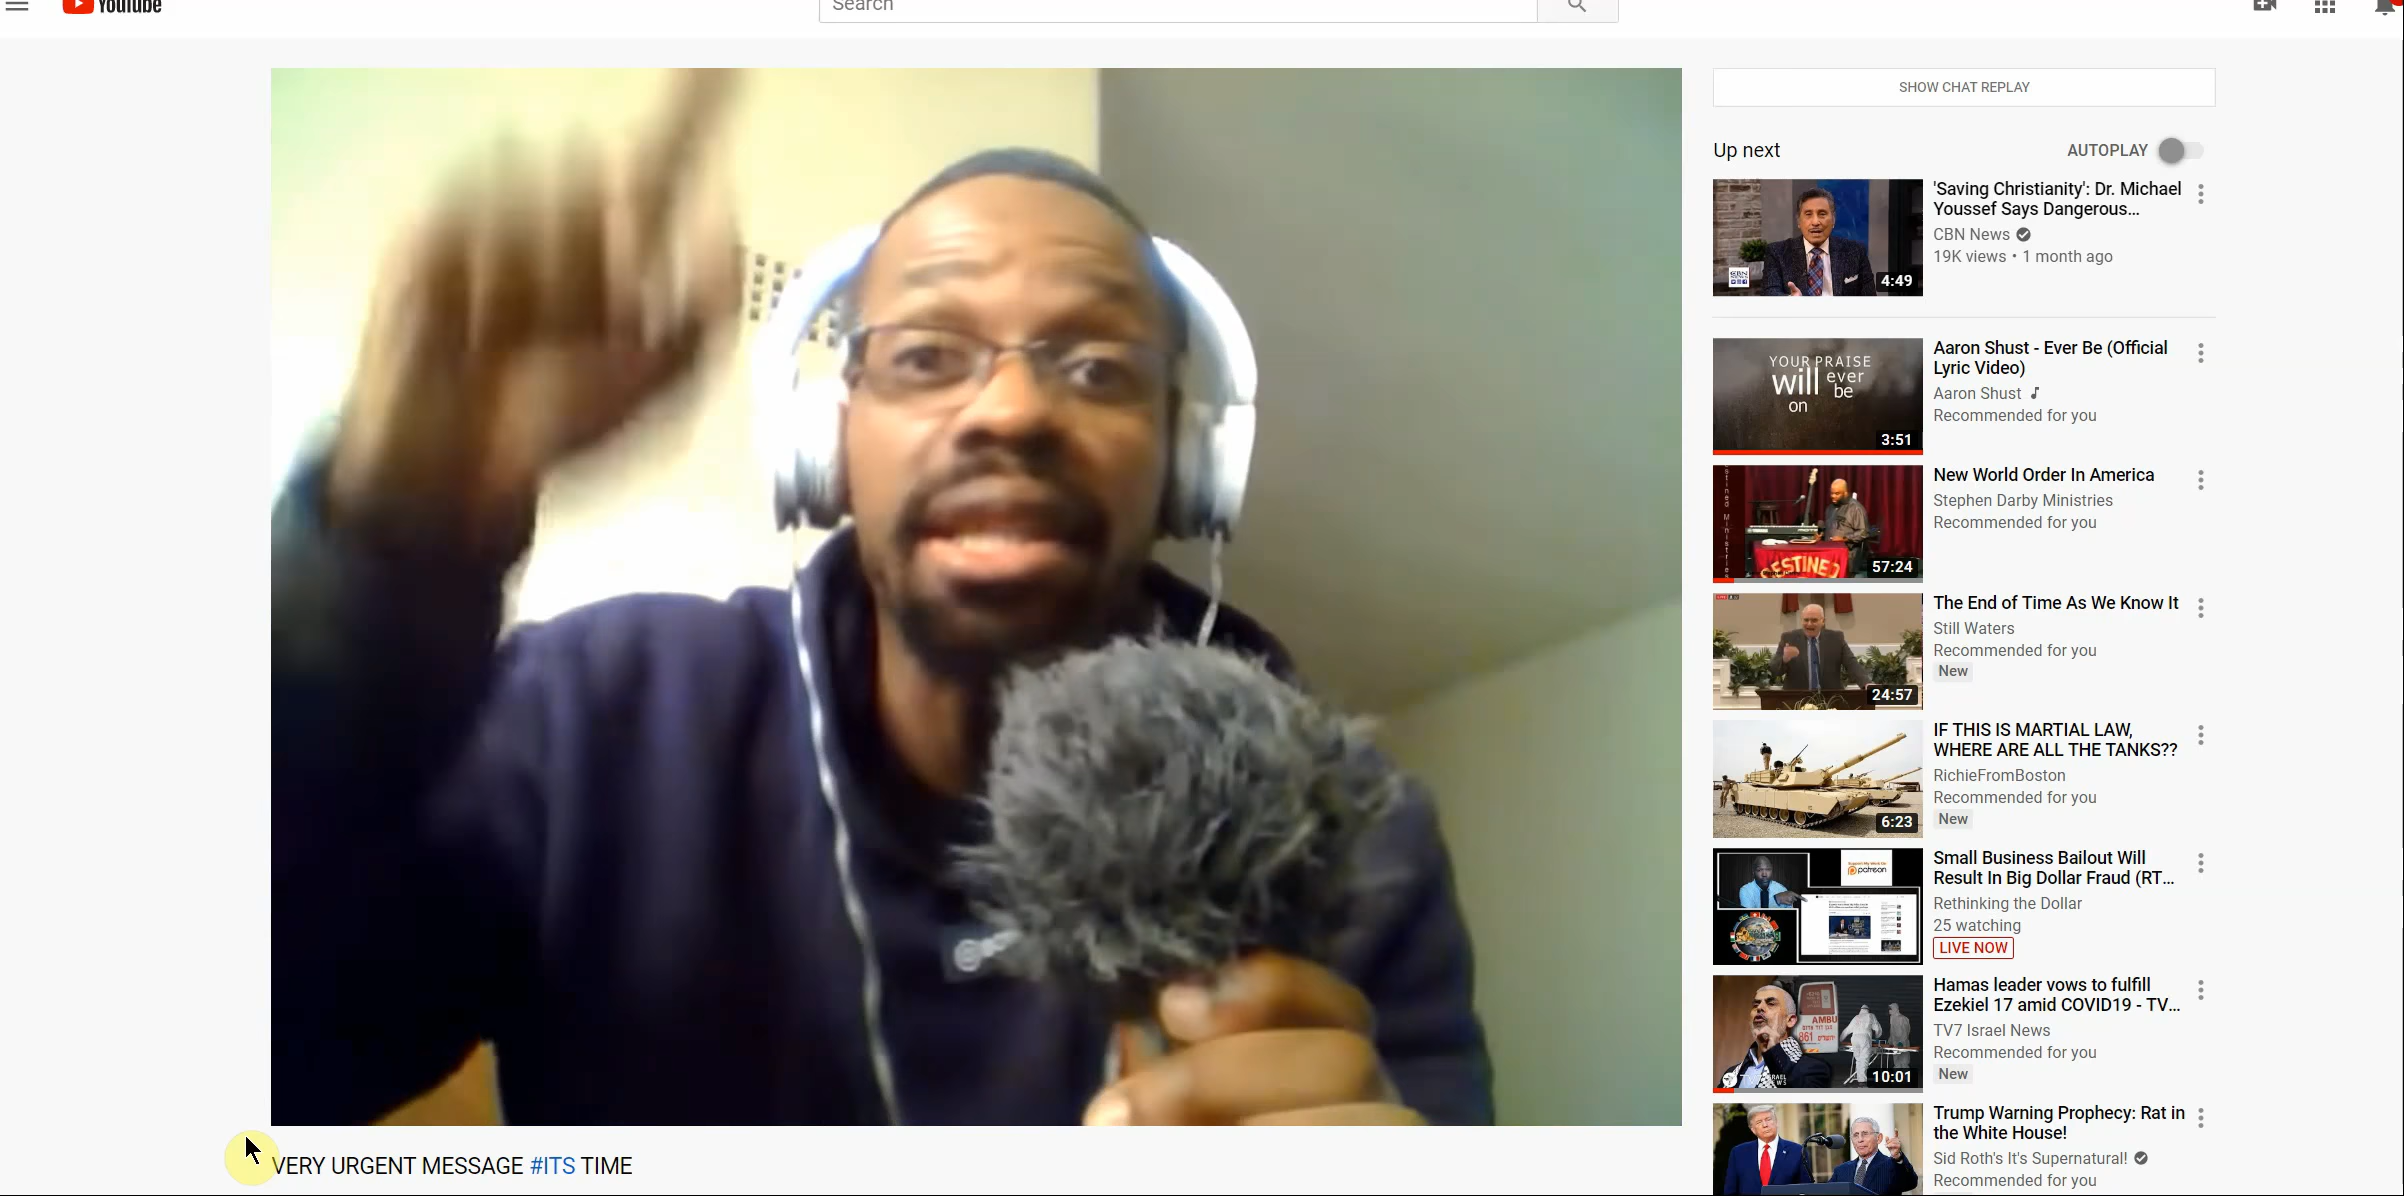 YouTube
Search
SHOW CHAT REPLAY
Up next
AUTOPLAY
'Saving Christianity': Dr. Michael
Youssef Says Dangerous...
CBN News
19K views • 1 month ago
CBN
4:49
YOUR PRAISE
will ever
be
on
3:51
Aaron Shust - Ever Be (Official
Lyric Video)
Aaron Shust
Recommended for you
57:24
New World Order In America
Stephen Darby Ministries
Recommended for you
24:57
The End of Time As We Know It
Still Waters
Recommended for you
New
6:23
IF THIS IS MARTIAL LAW,
WHERE ARE ALL THE TANKS??
RichieFromBoston
Recommended for you
New
patreon
Small Business Bailout Will
Result In Big Dollar Fraud (RT...
Rethinking the Dollar
25 watching
LIVE NOW
AMBU
10:01
Hamas leader vows to fulfill
Ezekiel 17 amid COVID19 - TV...
TV7 Israel News
Recommended for you
New
Trump Warning Prophecy: Rat in
the White House!
Sid Roth's It's Supernatural!
Recommended for you
VERY URGENT MESSAGE #ITS TIME